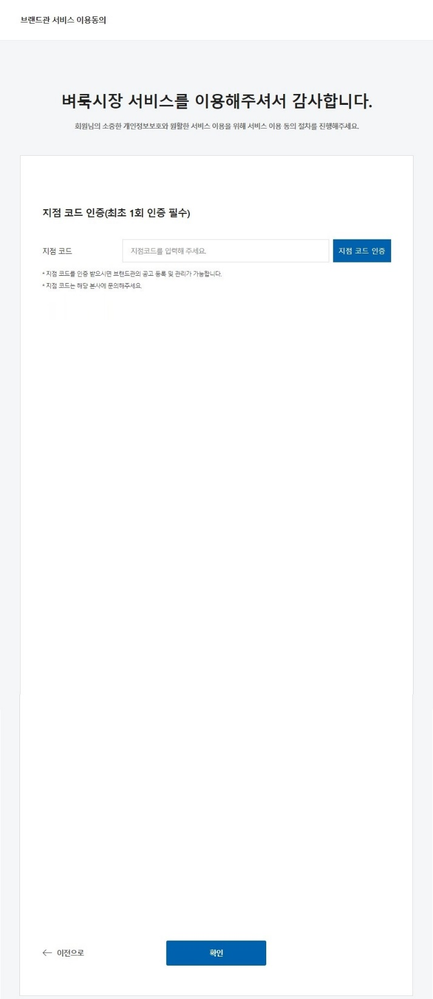 브랜드관 서비스 이용동의
벼룩시장 서비스를 이용해주셔서 감사합니다.
회원님의 소중한 개인정보보호와 원활한 서비스 이용을 위해 서비스 이용 동의 절차를 진행해주세요.
지점 코드 인증(최초 1회 인증 필수)
지점 코드 지점코드를 입력해 주세요. 지점 코드 인증
* 지점 코드를 인증 받으시면 브랜드관의 공고 등록 및 관리가 가능합니다.
* 지점 코드는 해당 본사에 문의해주세요.
← 이전으로 확인